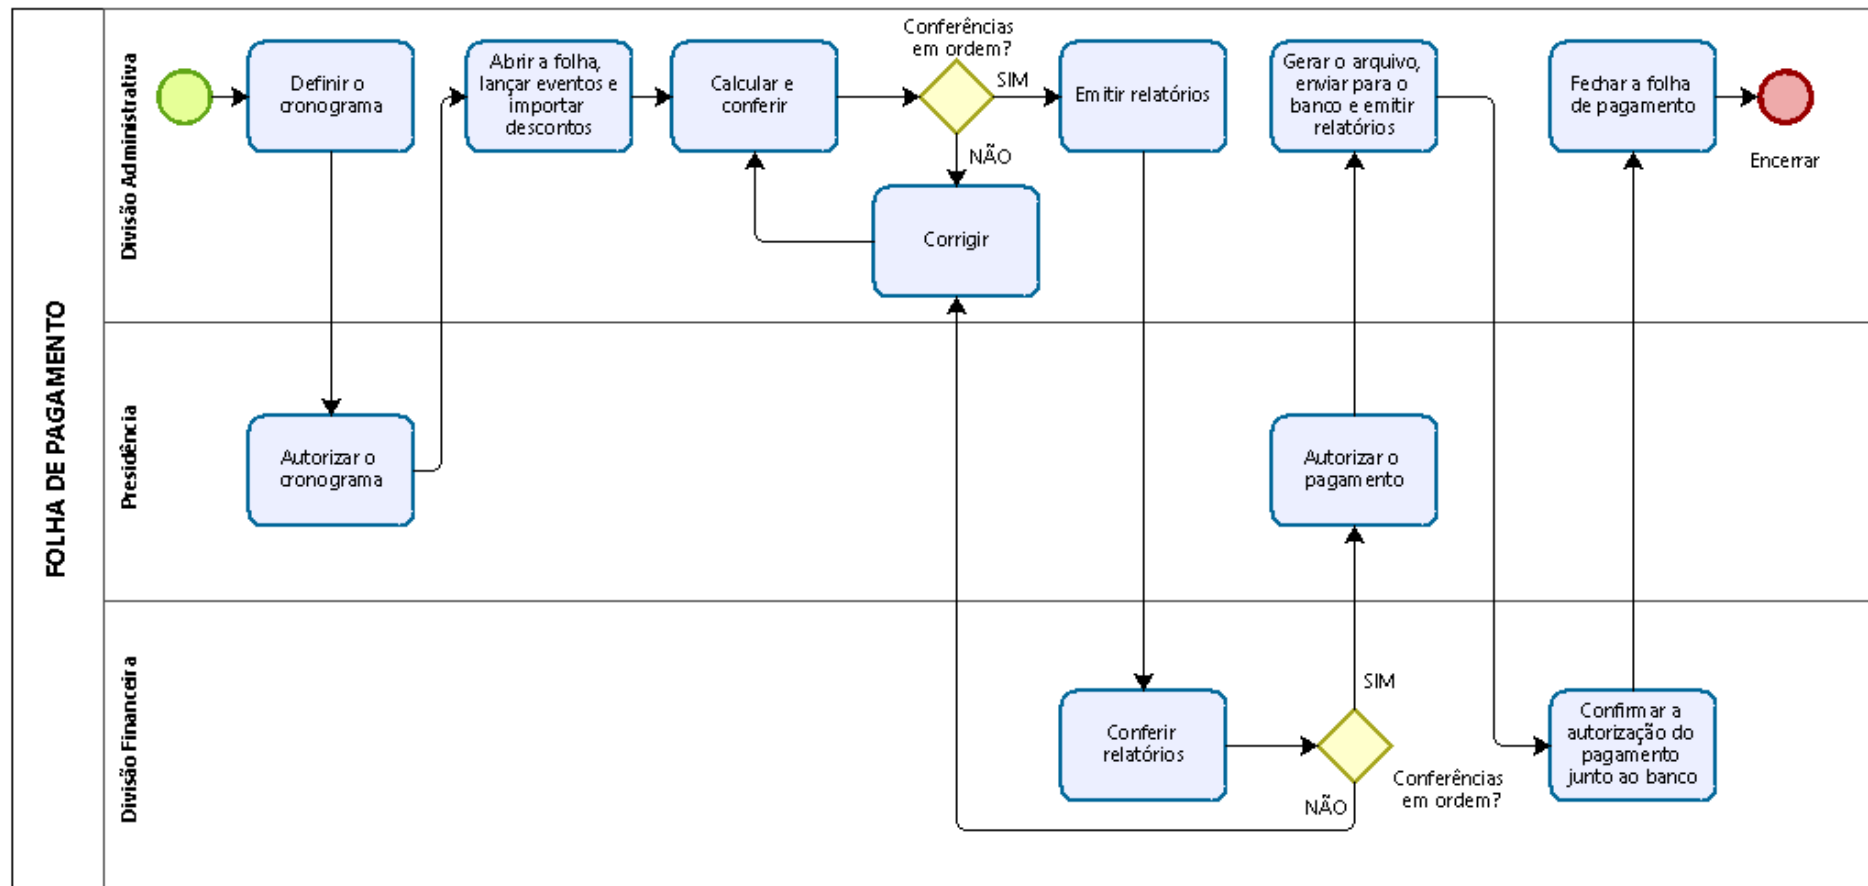 FOLHA DE PAGAMENTO
Divisão Administrativa
Definir o
cronograma
Abrir a folha,
lançar eventos e
importar
descontos
Calcular e
conferir
Conferências
em ordem?
SIM
NÃO
Corrigir
Emitir relatórios
Gerar o arquivo,
enviar para o
banco e emitir
relatórios
Fechar a folha
de pagamento
Encerrar
Presidência
Autorizar o
cronograma
Autorizar o
pagamento
Divisão Financeira
Conferir
relatórios
SIM
NÃO
Conferências
em ordem?
Confirmar a
autorização do
pagamento
junto ao banco